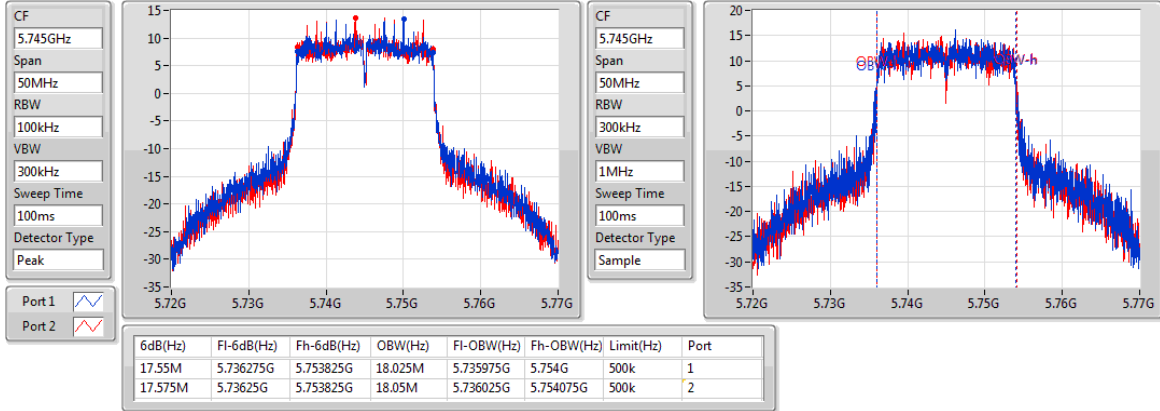 CF
5.745GHz
Span
50MHz
RBW
100kHz
VBW
300kHz
Sweep Time
100ms
Detector Type
Peak
Port 1
Port 2
15
10
5
0
-5
-10
-15
-20
-25
-30
-35
5.72G 5.73G 5.74G 5.75G 5.76G 5.77G
CF
5.745GHz
Span
50MHz
RBW
300kHz
VBW
1MHz
Sweep Time
100ms
Detector Type
Sample
20
15
10
5
0
-5
-10
-15
-20
-25
-30
-35
OBW-h
5.72G 5.73G 5.74G 5.75G 5.76G 5.77G
6dB(Hz) Fl-6dB(Hz) Fh-6dB(Hz) OBW(Hz) Fl-OBW(Hz) Fh-OBW(Hz) Limit(Hz) Port
17.55M 5.736275G 5.753825G 18.025M 5.735975G 5.754G 500k 1
17.575M 5.73625G 5.753825G 18.05M 5.736025G 5.754075G 500k 2